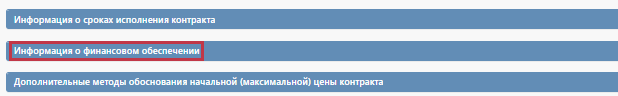 Информация о сроках исполнения контракта
Информация о финансовом обеспечении
Дополнительные методы обоснования начальной (максимальной) цены контракта